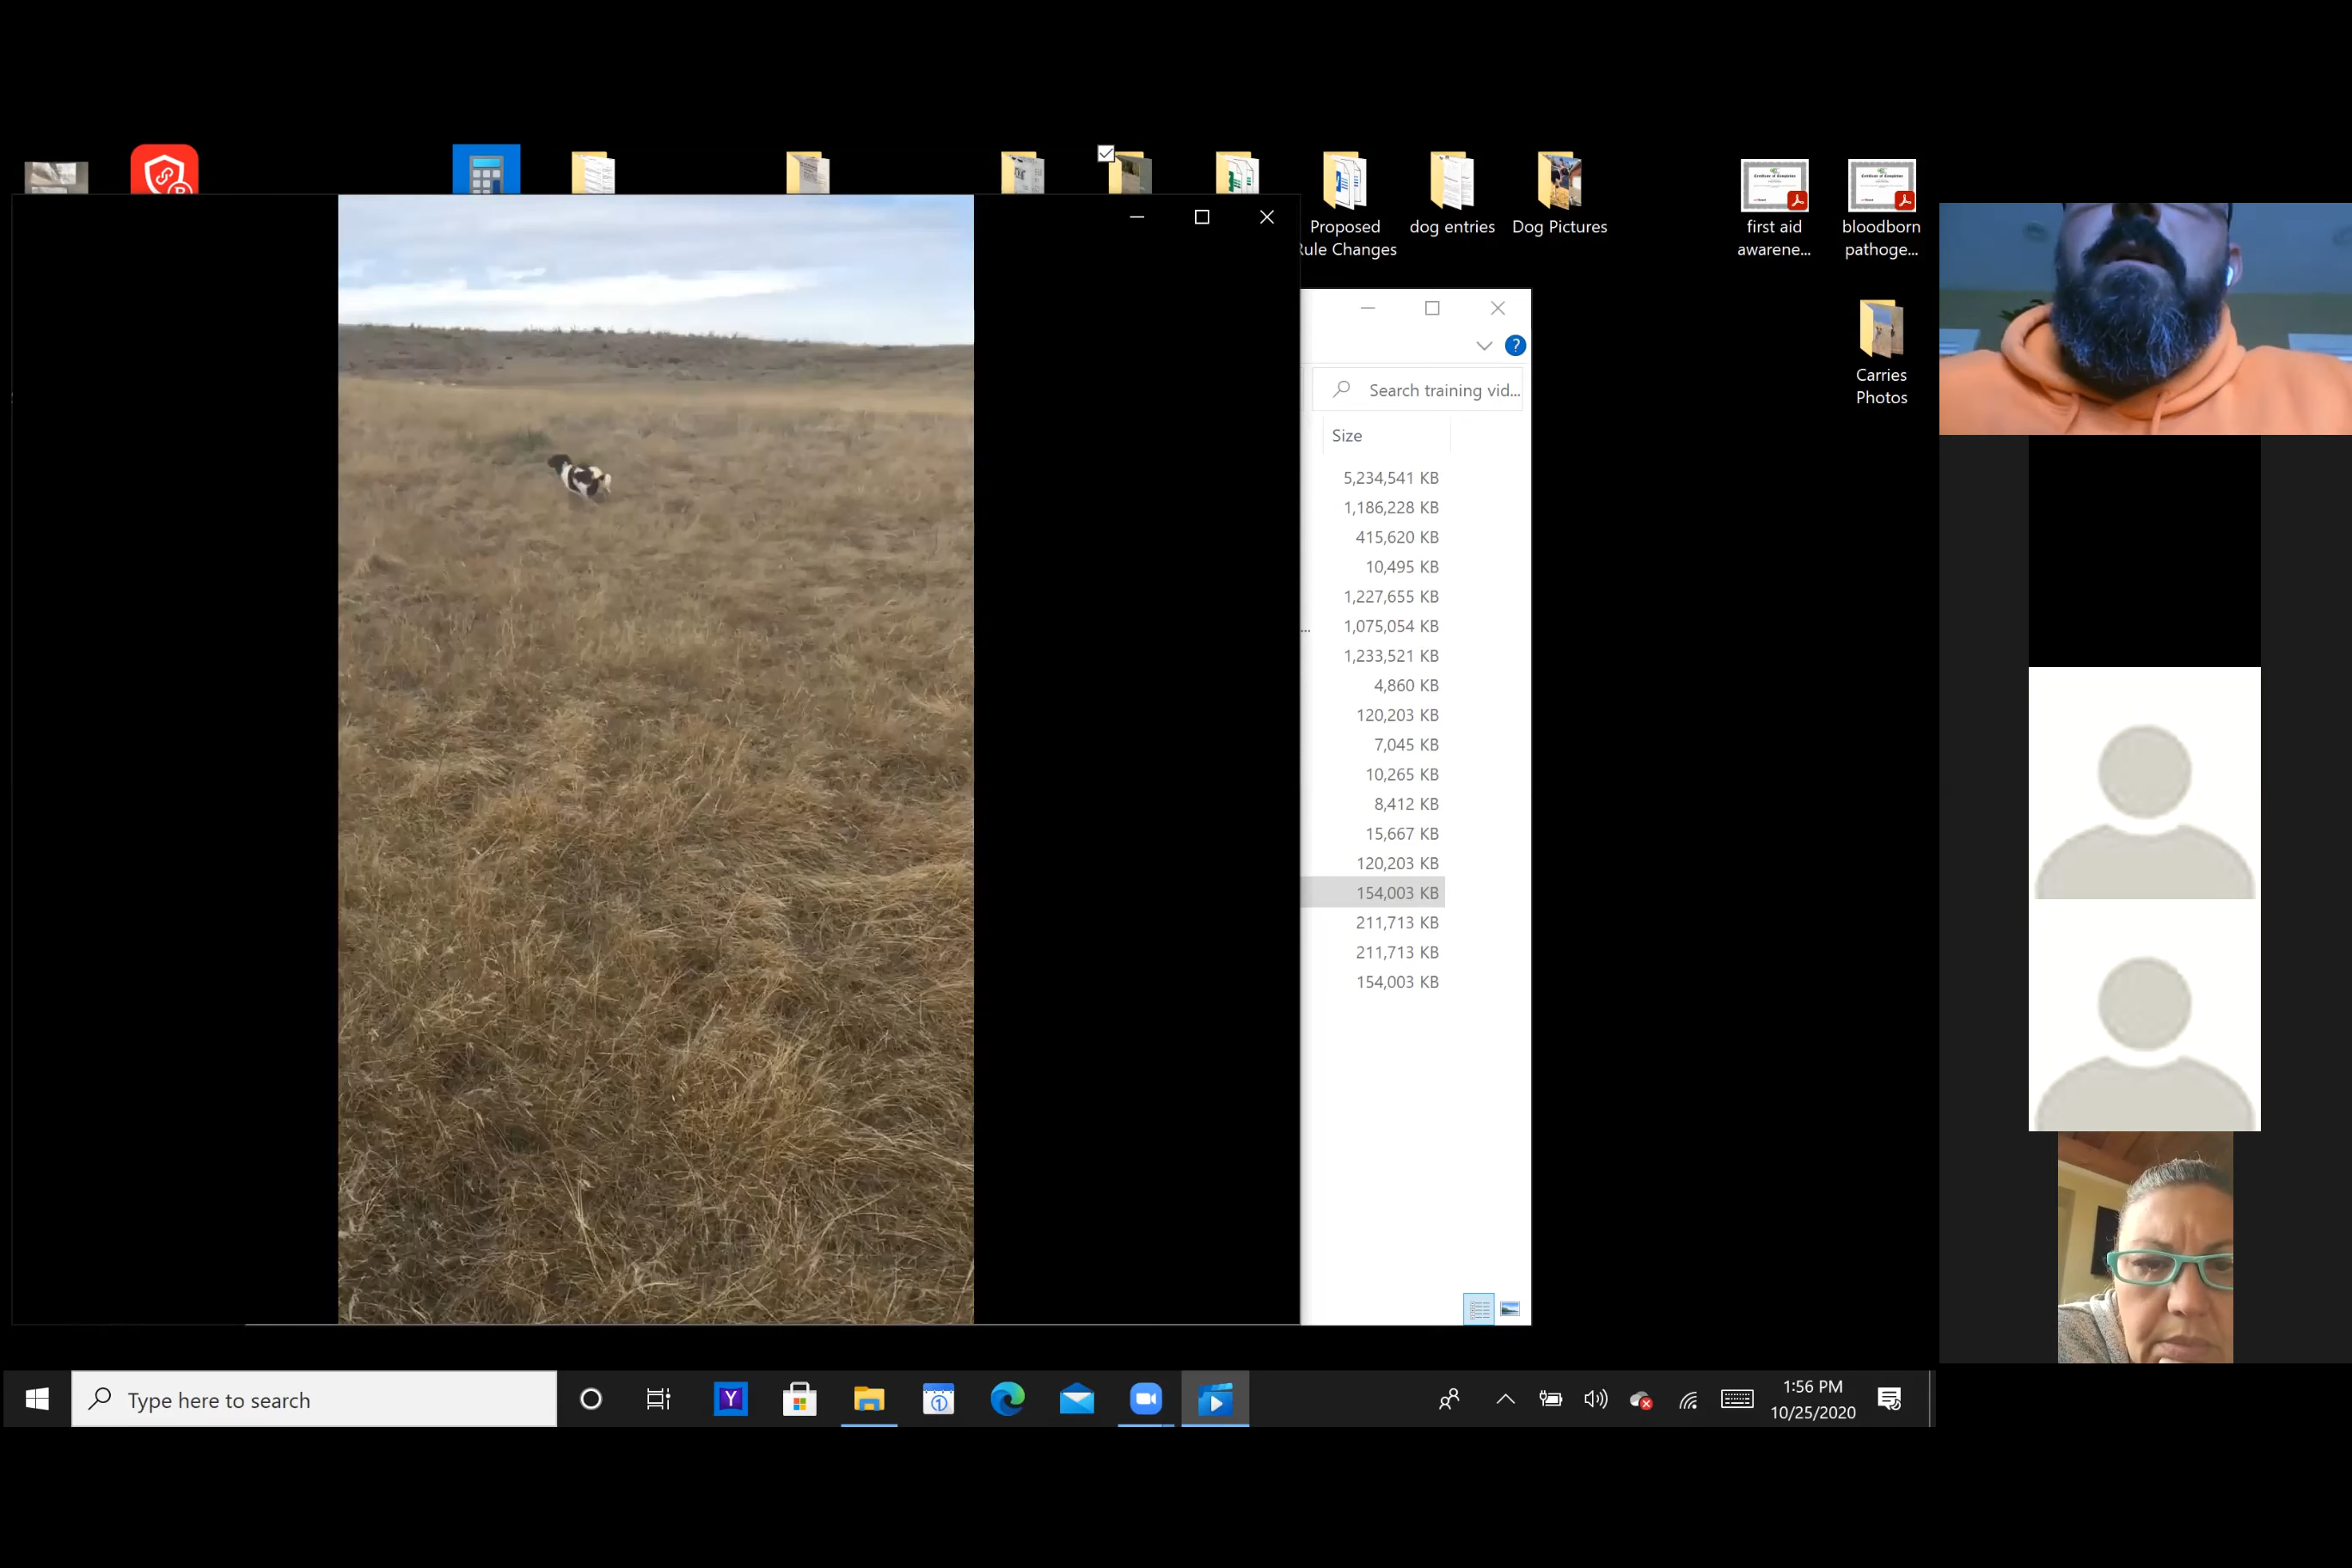 Proposed
Rule Changes
dog entries
Dog Pictures
first aid
awarene...
bloodborn
pathoge...
Carries
Photos
Search training vid...
Size
5,234,541 KB
1,186,228 KB
415,620 KB
10,495 KB
1,227,655 KB
...
1,075,054 KB
1,233,521 KB
4,860 KB
120,203 KB
7,045 KB
10,265 KB
8,412 KB
15,667 KB
120,203 KB
154,003 KB
211,713 KB
211,713 KB
154,003 KB
Type here to search
1:56 PM
10/25/2020